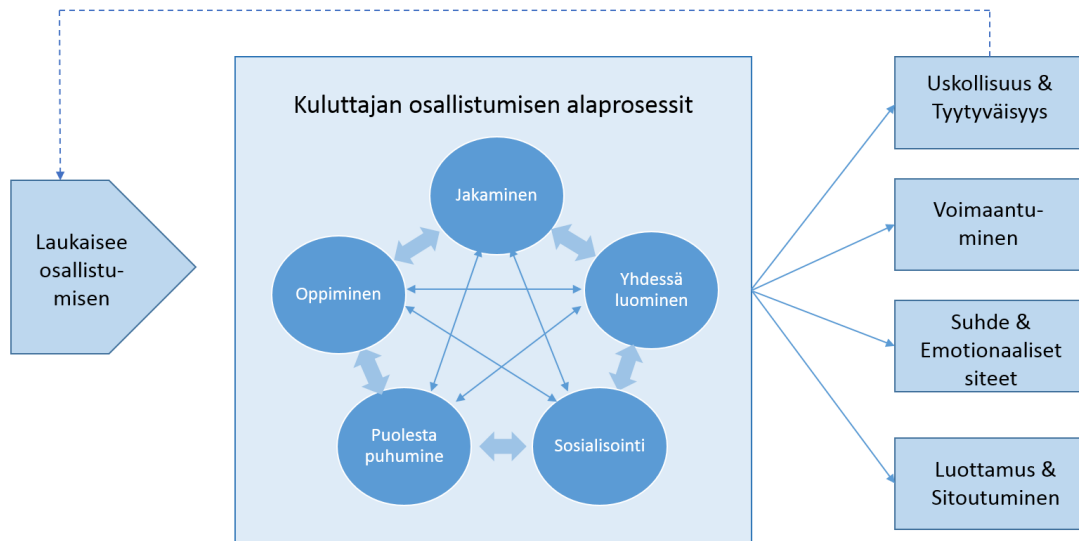 Kuluttajan osallistumisen alaprosessit
Laukaisee
osallistu-
misen
Jakaminen
Oppiminen
Yhdessä
luominen
Puolesta
puhumine
Sosialisointi
Uskollisuus &
Tyytyväisyys
Voimaantu-
minen
Suhde &
Emotionaaliset
siteet
Luottamus &
Sitoutuminen